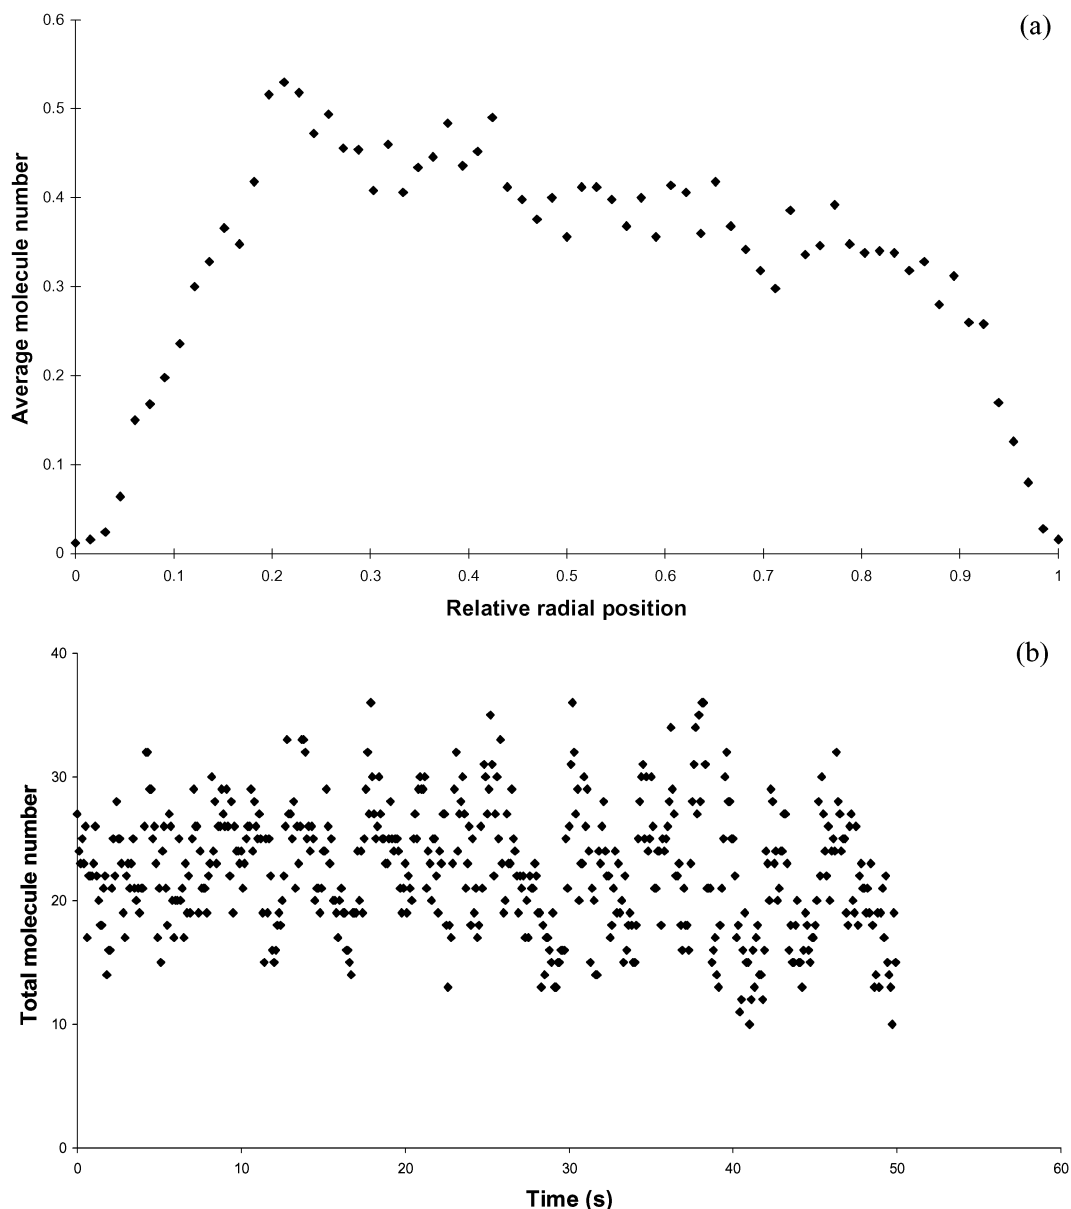 (a)
0.6
0.5
0.4
0.3
0.2
0.1
0
Average molecule number
0 0.1 0.2 0.3 0.4 0.5 0.6 0.7 0.8 0.9 1
Relative radial position
(b)
40
30
20
10
0
Total molecule number
0 10 20 30 40 50 60
Time (s)